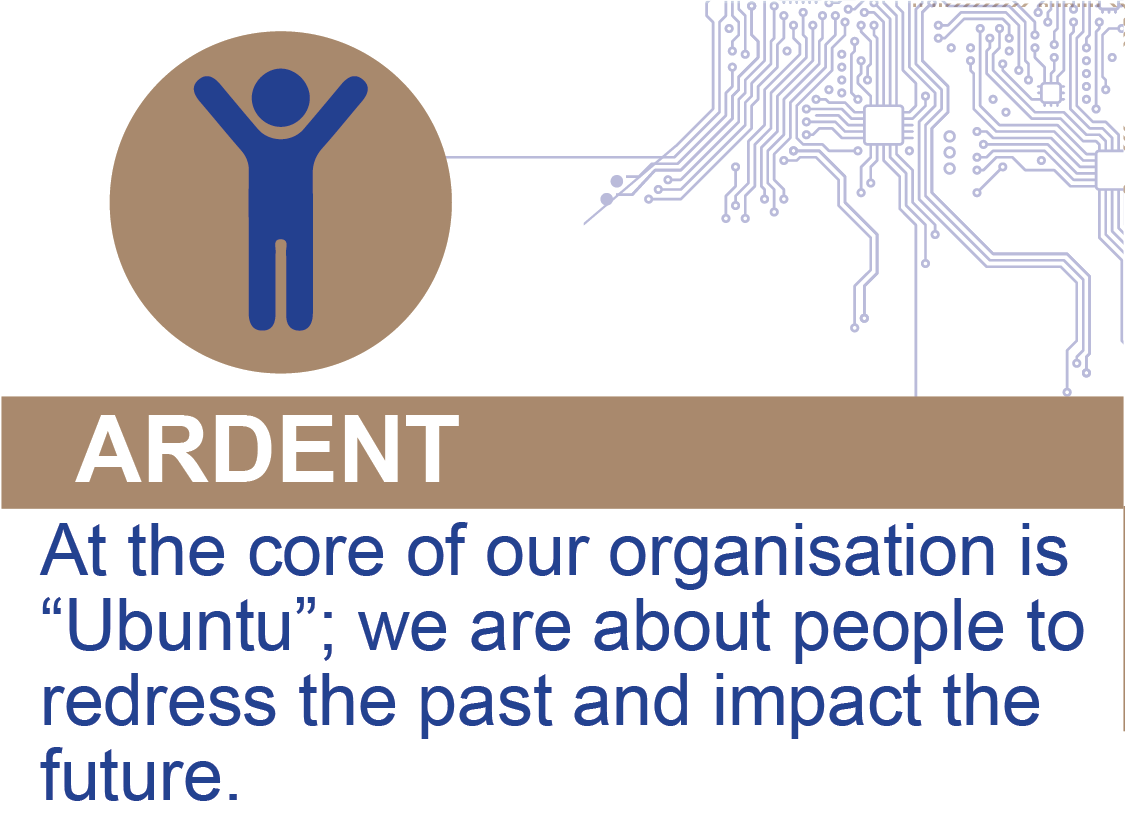 ARDENT
At the core of our organisation is
“Ubuntu”; we are about people to
redress the past and impact the
future.